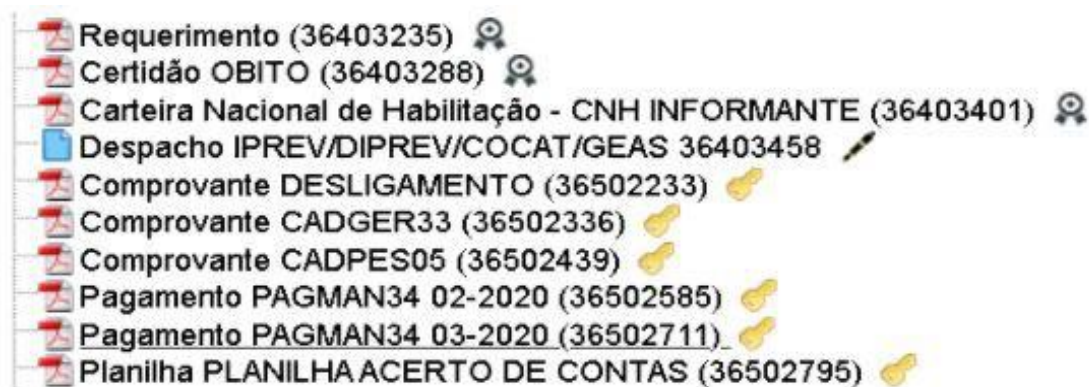 Requerimento (36403235)
Certidão OBITO (36403288)
Carteira Nacional de Habilitação - CNH INFORMANTE (36403401)
Despacho IPREV/DIPREV/COCAT/GEAS 36403458
Comprovante DESLIGAMENTO (36502233)
Comprovante CADGER33 (36502336)
Comprovante CADPES05 (36502439)
Pagamento PAGMAN34 02-2020 (36502585)
Pagamento PAGMAN34 03-2020 (36502711)
Planilha PLANILHA ACERTO DE CONTAS (36502795)